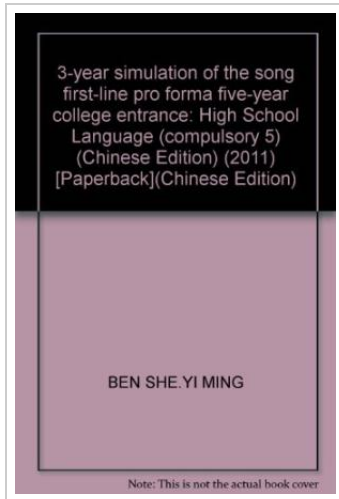 3-year simulation of the song
first-line pro forma five-year
college entrance: High School
Language (compulsory 5)
(Chinese Edition) (2011)
[Paperback](Chinese Edition)
BEN SHE.YI MING
Note: This is not the actual book cover